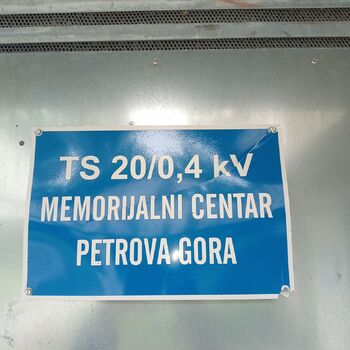 TS 20/0,4 kV
MEMORIJALNI CENTAR
PETROVA GORA